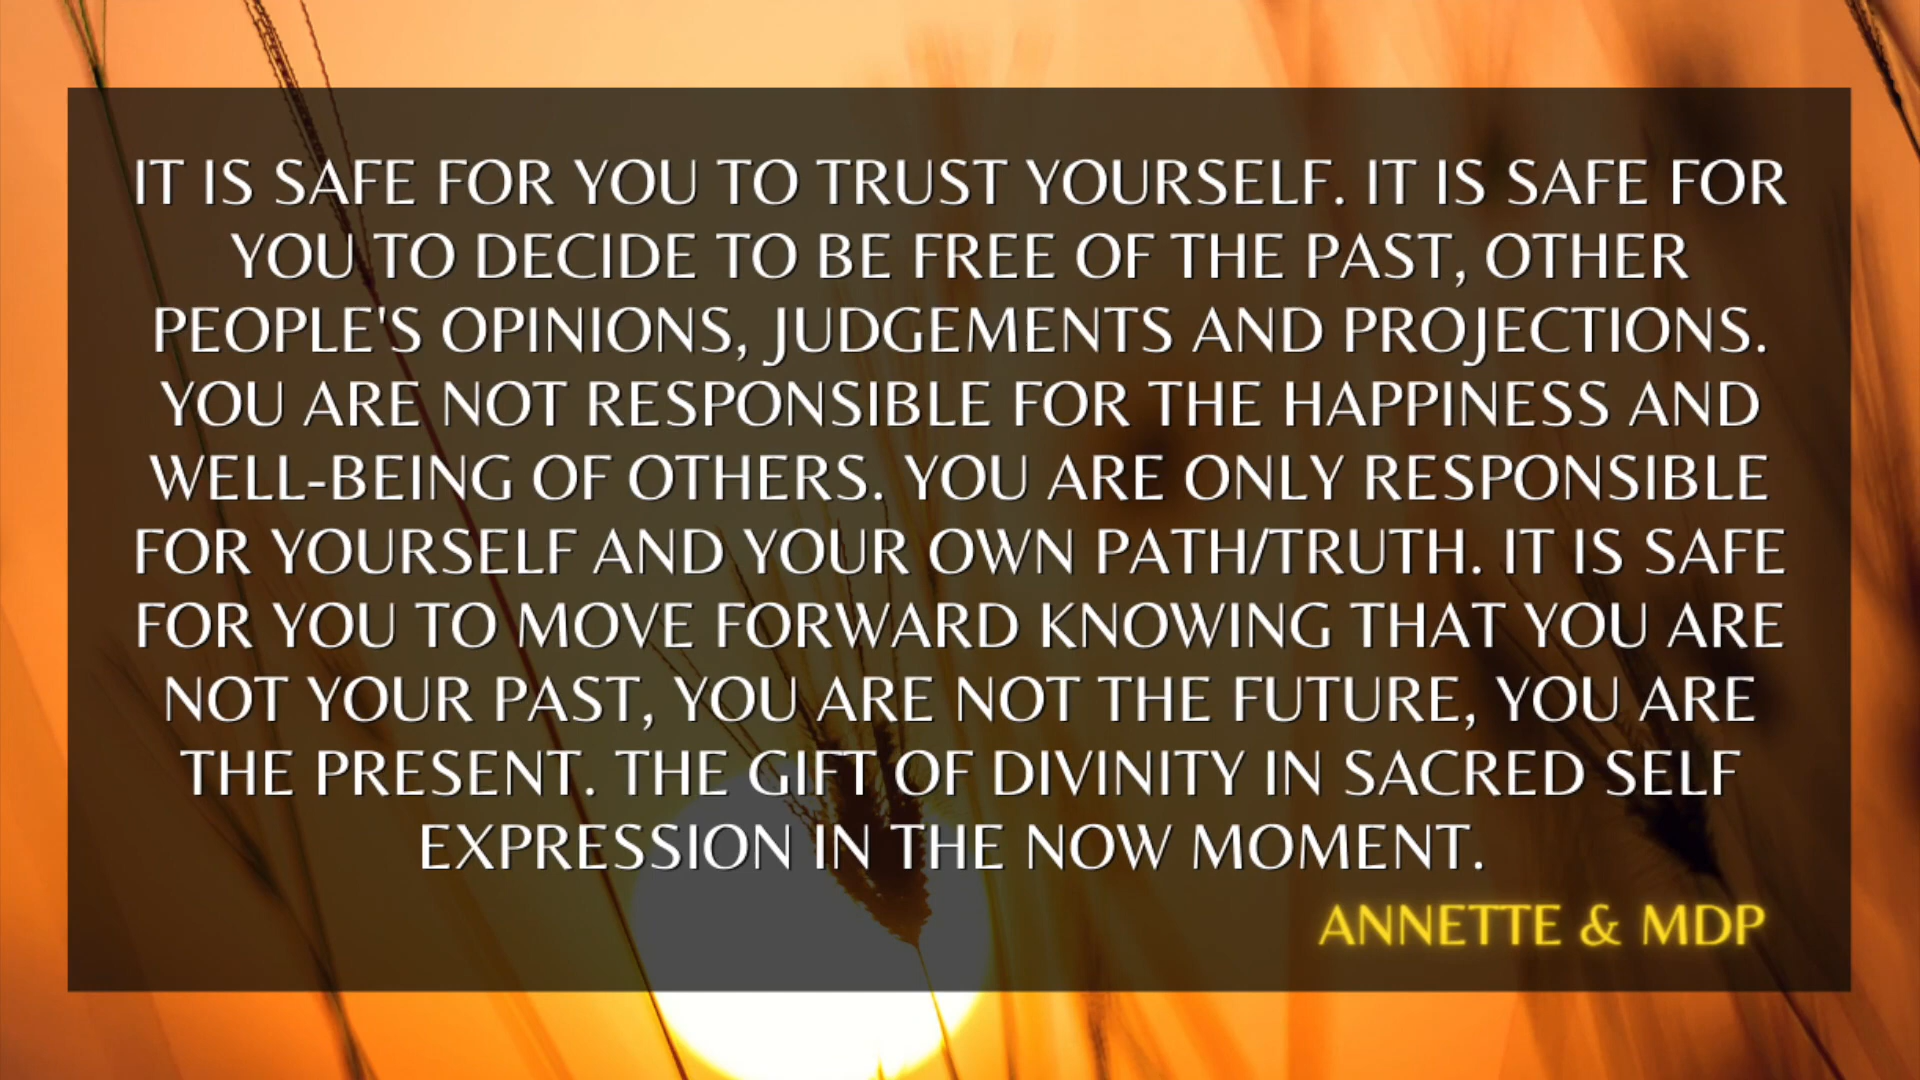 IT IS SAFE FOR YOU TO TRUST YOURSELF. IT IS SAFE FOR
YOU TO DECIDE TO BE FREE OF THE PAST, OTHER
PEOPLE'S OPINIONS, JUDGEMENTS AND PROJECTIONS.
YOU ARE NOT RESPONSIBLE FOR THE HAPPINESS AND
WELL-BEING OF OTHERS. YOU ARE ONLY RESPONSIBLE
FOR YOURSELF AND YOUR OWN PATH/TRUTH. IT IS SAFE
FOR YOU TO MOVE FORWARD KNOWING THAT YOU ARE
NOT YOUR PAST, YOU ARE NOT THE FUTURE, YOU ARE
THE PRESENT. THE GIFT OF DIVINITY IN SACRED SELF
EXPRESSION IN THE NOW MOMENT.
ANNETTE & MDP